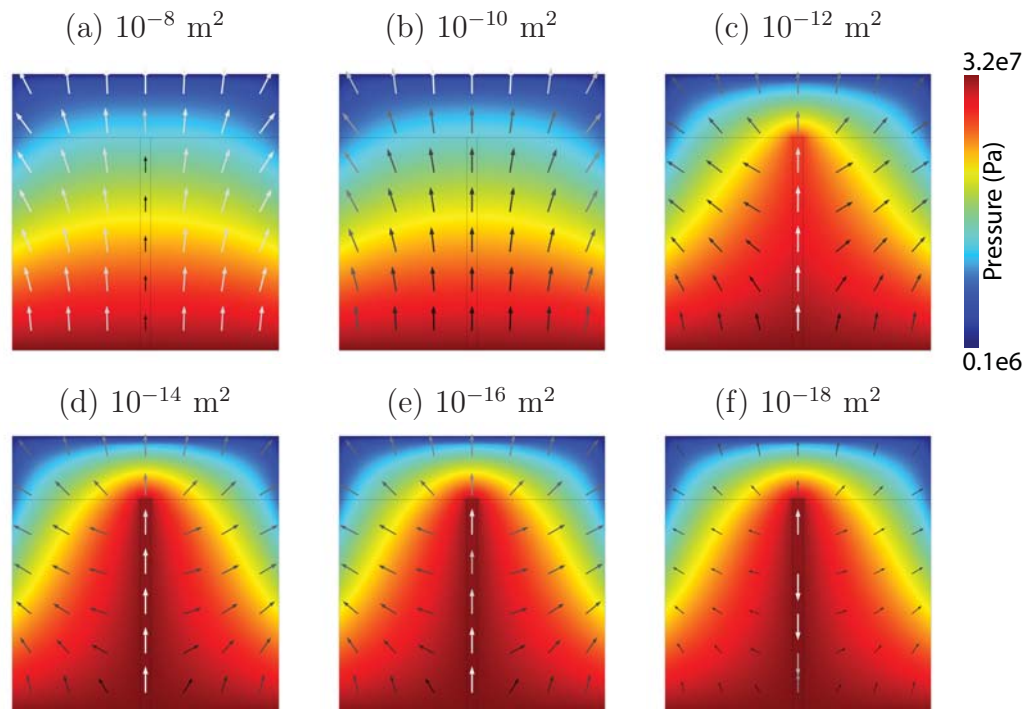 (a) 10⁻⁸ m²
(b) 10⁻¹⁰ m²
(c) 10⁻¹² m²
3.2e7
Pressure (Pa)
0.1e6
(d) 10⁻¹⁴ m²
(e) 10⁻¹⁶ m²
(f) 10⁻¹⁸ m²